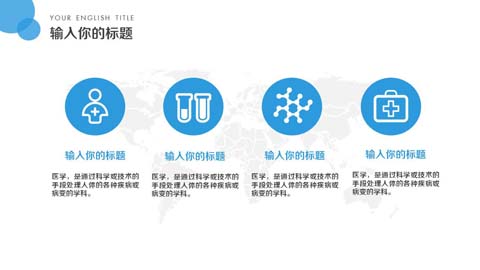 YOUR ENGLISH TITLE
输入你的标题
输入你的标题
医学，是通过科学或技术的
手段处理人体的各种疾病或
病变的学科。
输入你的标题
医学，是通过科学或技术的
手段处理人体的各种疾病或
病变的学科。
输入你的标题
医学，是通过科学或技术的
手段处理人体的各种疾病或
病变的学科。
输入你的标题
医学，是通过科学或技术的
手段处理人体的各种疾病或
病变的学科。